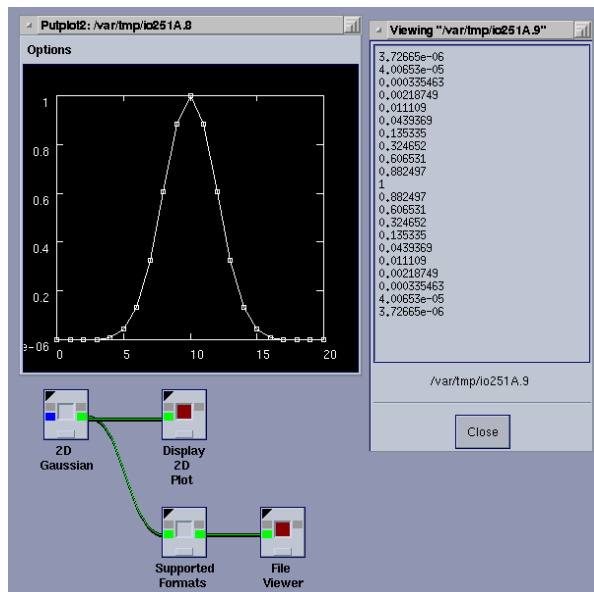 Putplot2: /var/tmp/io251A.8
Options
1
0.8
0.6
0.4
0.2
e-06
0 5 10 15 20
Viewing "/var/tmp/io251A.9"
3.72665e-06
4.00653e-05
0.000335463
0.00218749
0.011109
0.0439369
0.135335
0.324652
0.606531
0.882497
1
0.882497
0.606531
0.324652
0.135335
0.0439369
0.011109
0.00218749
0.000335463
4.00653e-05
3.72665e-06
/var/tmp/io251A.9
Close
2D
Gaussian
Display
2D
Plot
Supported
Formats
File
Viewer